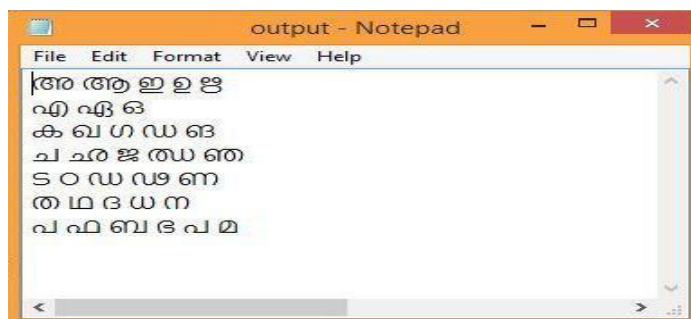 output - Notepad
File Edit Format View Help
അ ആ ഇ ഉ ഋ
എ ഏ ഒ
ക ഖ ഗ ഡ ങ
ച ഛ ജ ഝ ഞ
ട ഠ ഡ ഢ ണ
ത ഥ ദ ധ ന
പ ഫ ബ ഭ പ മ